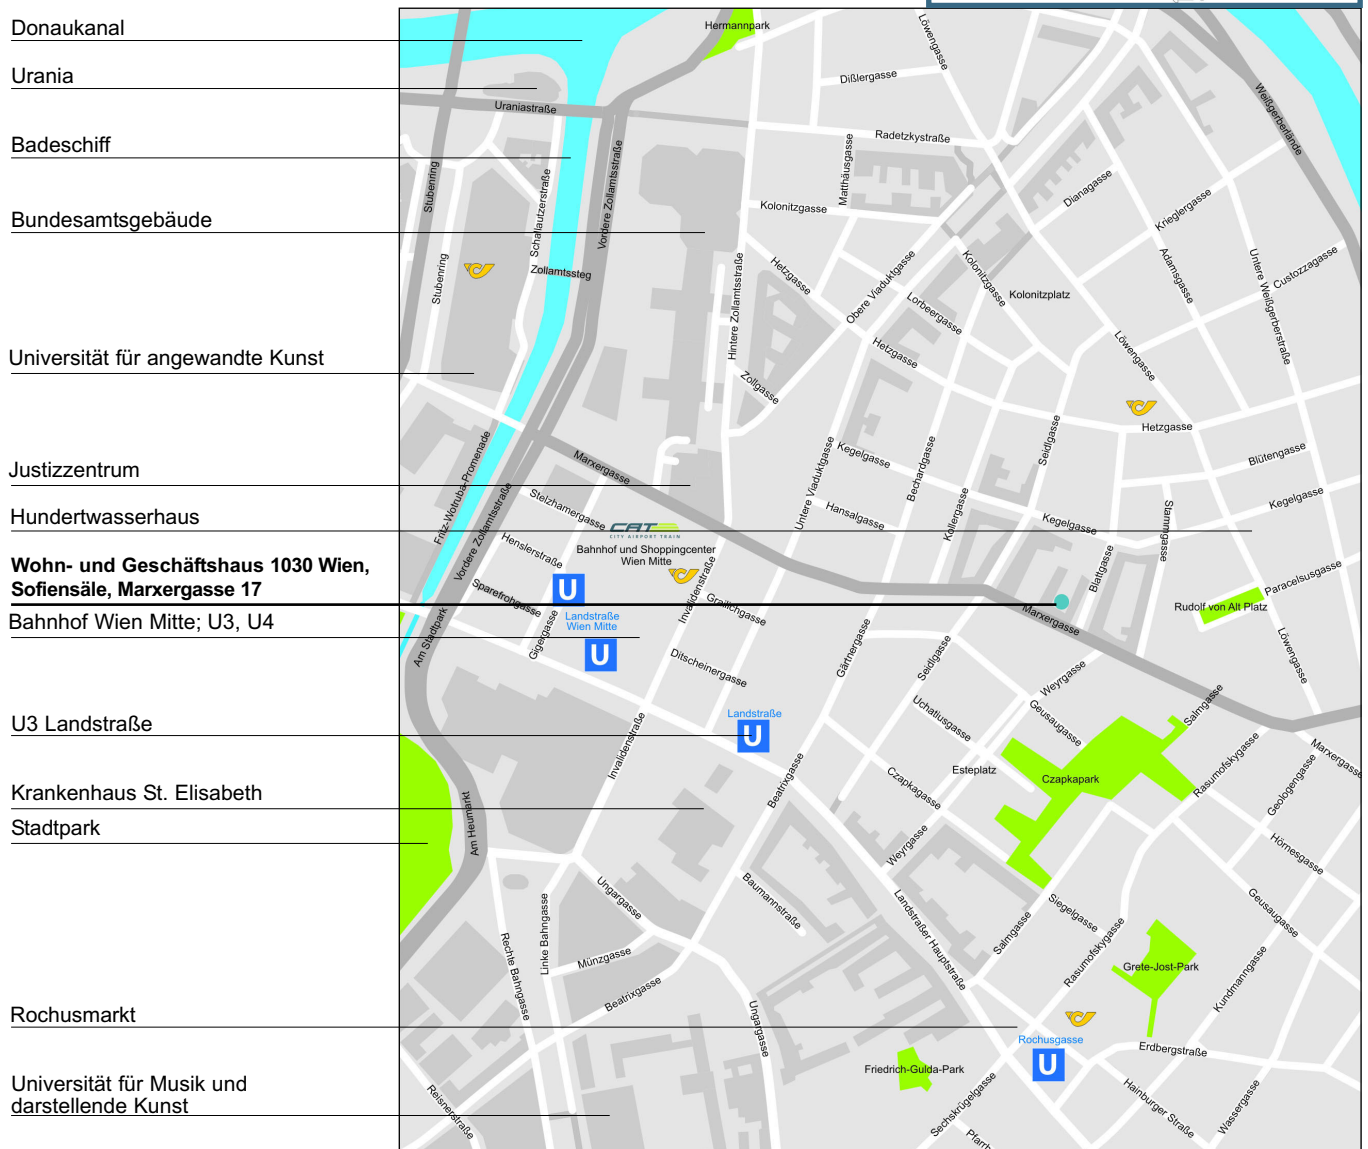 Donaukanal
Urania
Badeschiff
Bundesamtsgebäude
Universität für angewandte Kunst
Justizzentrum
Hundertwasserhaus
Wohn- und Geschäftshaus 1030 Wien,
Sofiensäle, Marxergasse 17
Bahnhof Wien Mitte; U3, U4
U3 Landstraße
Krankenhaus St. Elisabeth
Stadtpark
Rochusmarkt
Universität für Musik und
darstellende Kunst
Hermannpark
Löwengasse
Dißlergasse
Weißgerberlände
Uraniastraße
Radetzkystraße
Matthäusgasse
Stubenring
Schallautzerstraße
Vordere Zollamtsstraße
Kolonitzgasse
Dianagasse
Krieglergasse
Stubenring
Zollamtssteg
Hintere Zollamtsstraße
Hetzgasse
Obere Viaduktgasse
Kolonitzgasse
Kolonitzplatz
Adamsgasse
Untere Weißgerberstraße
Custozzagasse
Lorbeergasse
Hetzgasse
Löwengasse
Zollgasse
Hetzgasse
Fritz-Wotruba-Promenade
Vordere Zollamtsstraße
Marxergasse
Untere Viaduktgasse
Kegelgasse
Bechardgasse
Seidlgasse
Blütengasse
Kegelgasse
Stelzhamergasse
Hansalgasse
Kollergasse
Kegelgasse
Stammgasse
CAT
CITY AIRPORT TRAIN
Henslerstraße
Bahnhof und Shoppingcenter
Wien Mitte
Blattgasse
Paracelsusgasse
Sparefrohgasse
U
Invalidenstraße
Grailichgasse
Rudolf von Alt Platz
Landstraße
Wien Mitte
U
Am Stadtpark
Gigergasse
Ditscheinergasse
Gärtnergasse
Seidlgasse
Marxergasse
Löwengasse
Weyrgasse
Uchatiusgasse
Geusaugasse
Salmgasse
Landstraße
U
Invalidenstraße
Beatrixgasse
Esteplatz
Czapkapark
Rasumofskygasse
Marxergasse
Geologengasse
Czapkagasse
Am Heumarkt
Weyrgasse
Hörnesgasse
Ungargasse
Baumannstraße
Landstraßer Hauptstraße
Siegelgasse
Geusaugasse
Salmgasse
Rasumofskygasse
Linke Bahngasse
Rechte Bahngasse
Münzgasse
Beatrixgasse
Grete-Jost-Park
Kundmanngasse
Ungargasse
Rochusgasse
U
Erdbergstraße
Friedrich-Gulda-Park
Reisnerstraße
Sechskrügelgasse
Hainburger Straße
Wassergasse